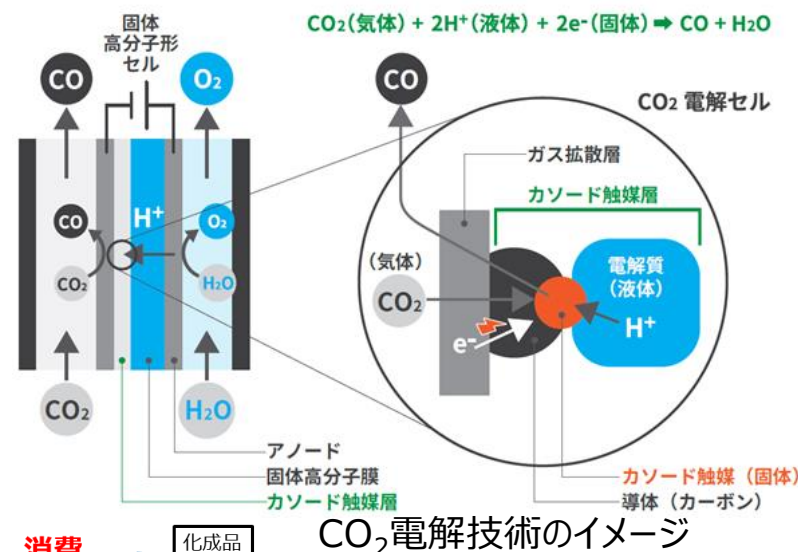 CO₂(気体) + 2H⁺(液体) + 2e⁻(固体) ➡ CO + H₂O
固体
高分子形
セル
CO
O₂
CO
H⁺
O₂
CO₂
H₂O
CO₂
H₂O
アノード
固体高分子膜
カソード触媒層
CO
CO₂ 電解セル
ガス拡散層
カソード触媒層
(気体)
CO₂
e⁻
電解質
(液体)
H⁺
カソード触媒(固体)
導体(カーボン)
消費
化成品
CO₂電解技術のイメージ